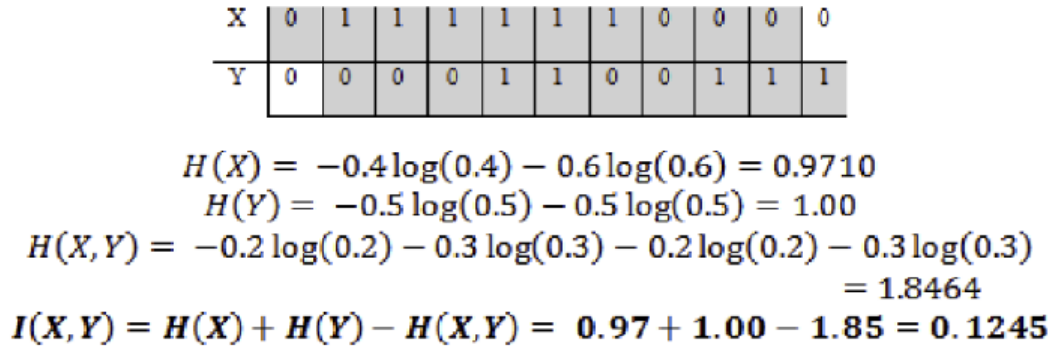 X 0 1 1 1 1 1 1 0 0 0 0
Y 0 0 0 0 1 1 0 0 1 1 1
H(X) = −0.4 log(0.4) − 0.6 log(0.6) = 0.9710
H(Y) = −0.5 log(0.5) − 0.5 log(0.5) = 1.00
H(X,Y) = −0.2 log(0.2) − 0.3 log(0.3) − 0.2 log(0.2) − 0.3 log(0.3)
= 1.8464
I(X,Y) = H(X) + H(Y) − H(X,Y) = 0.97 + 1.00 − 1.85 = 0.1245